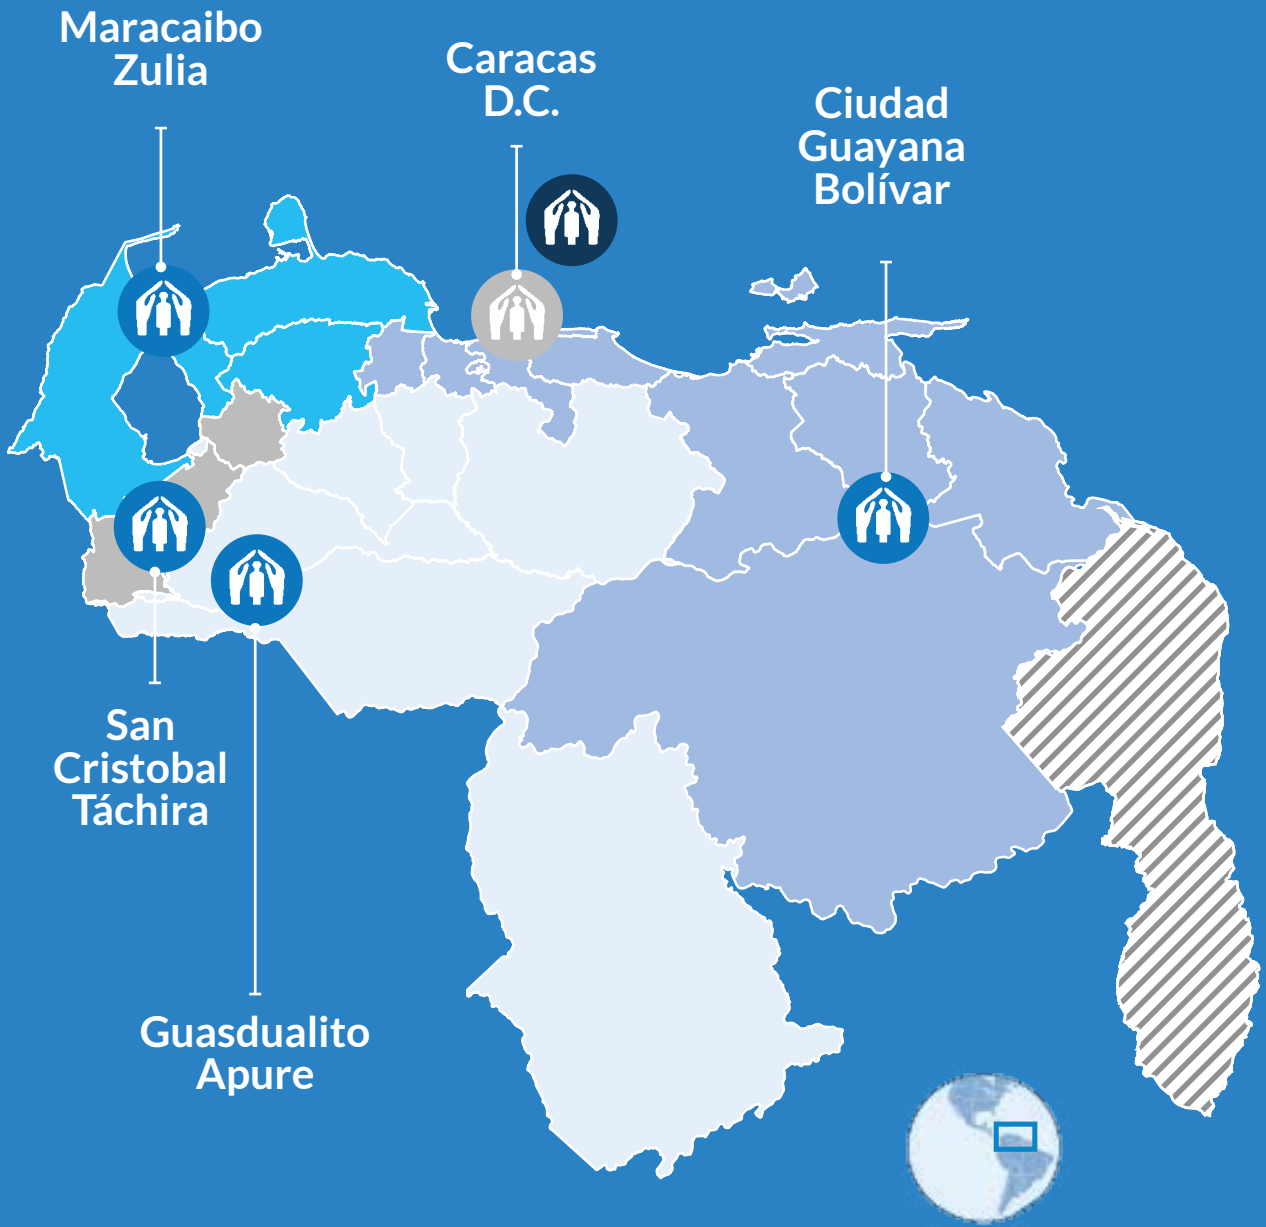 Maracaibo
Zulia
Caracas
D.C.
Ciudad
Guayana
Bolívar
San
Cristobal
Táchira
Guasdualito
Apure